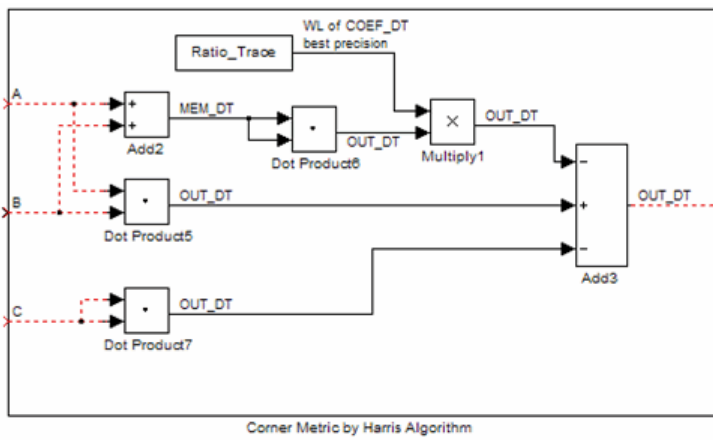 WL of COEF_DT
best precision
Ratio_Trace
A
MEM_DT
OUT_DT
Add2
Dot Product6
OUT_DT
Multiply1
B
OUT_DT
Dot Product5
OUT_DT
Add3
C
OUT_DT
Dot Product7
Corner Metric by Harris Algorithm